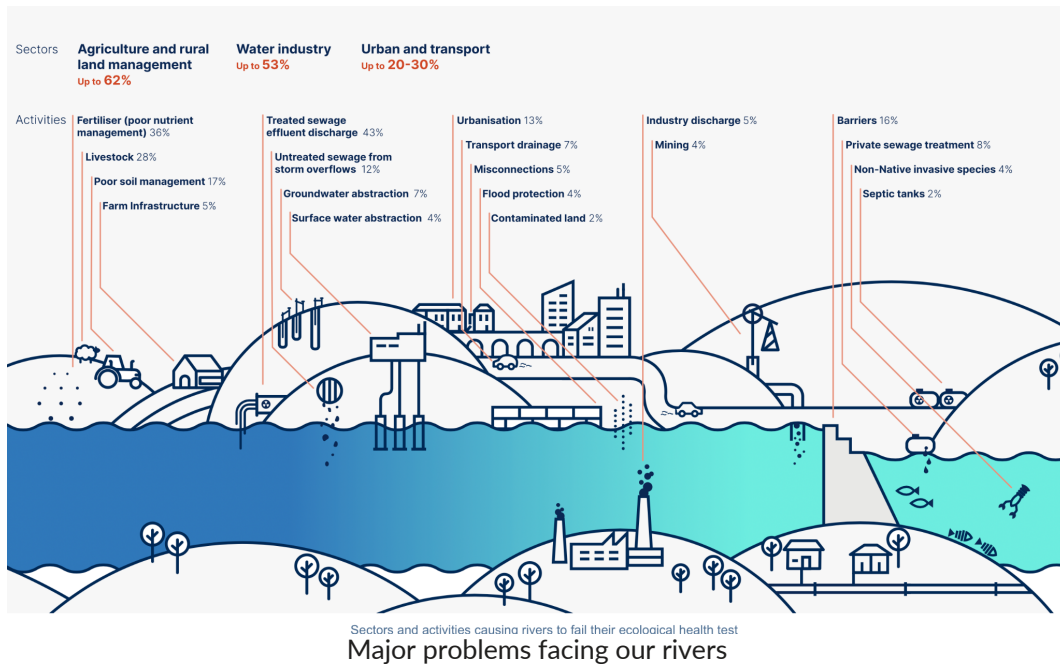 Sectors
Agriculture and rural
land management
Up to 62%
Water industry
Up to 53%
Urban and transport
Up to 20-30%
Activities
Fertiliser (poor nutrient
management) 36%
Livestock 28%
Poor soil management 17%
Farm Infrastructure 5%
Treated sewage
effluent discharge 43%
Untreated sewage from
storm overflows 12%
Groundwater abstraction 7%
Surface water abstraction 4%
Urbanisation 13%
Transport drainage 7%
Misconnections 5%
Flood protection 4%
Contaminated land 2%
Industry discharge 5%
Mining 4%
Barriers 16%
Private sewage treatment 8%
Non-Native invasive species 4%
Septic tanks 2%
Sectors and activities causing rivers to fail their ecological health test
Major problems facing our rivers